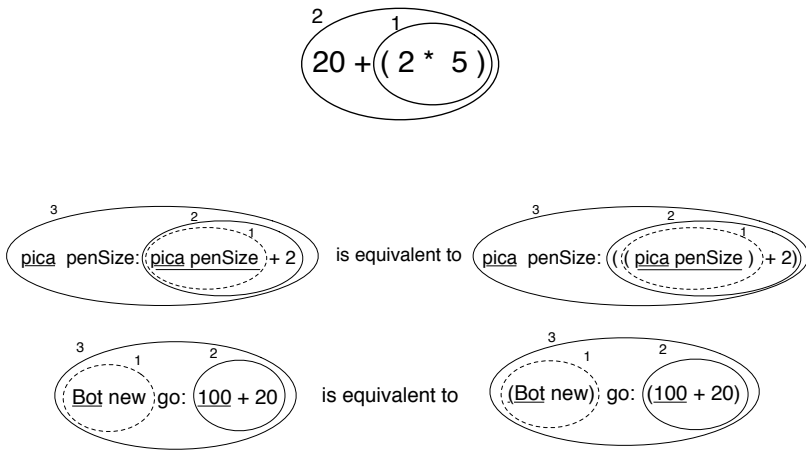 2
1
20 + ( 2 * 5 )
3
2
1
pica penSize: pica penSize + 2
is equivalent to
3
2
1
pica penSize: ( ( pica penSize ) + 2)
3
1
2
Bot new go: 100 + 20
is equivalent to
3
1
2
(Bot new) go: (100 + 20)